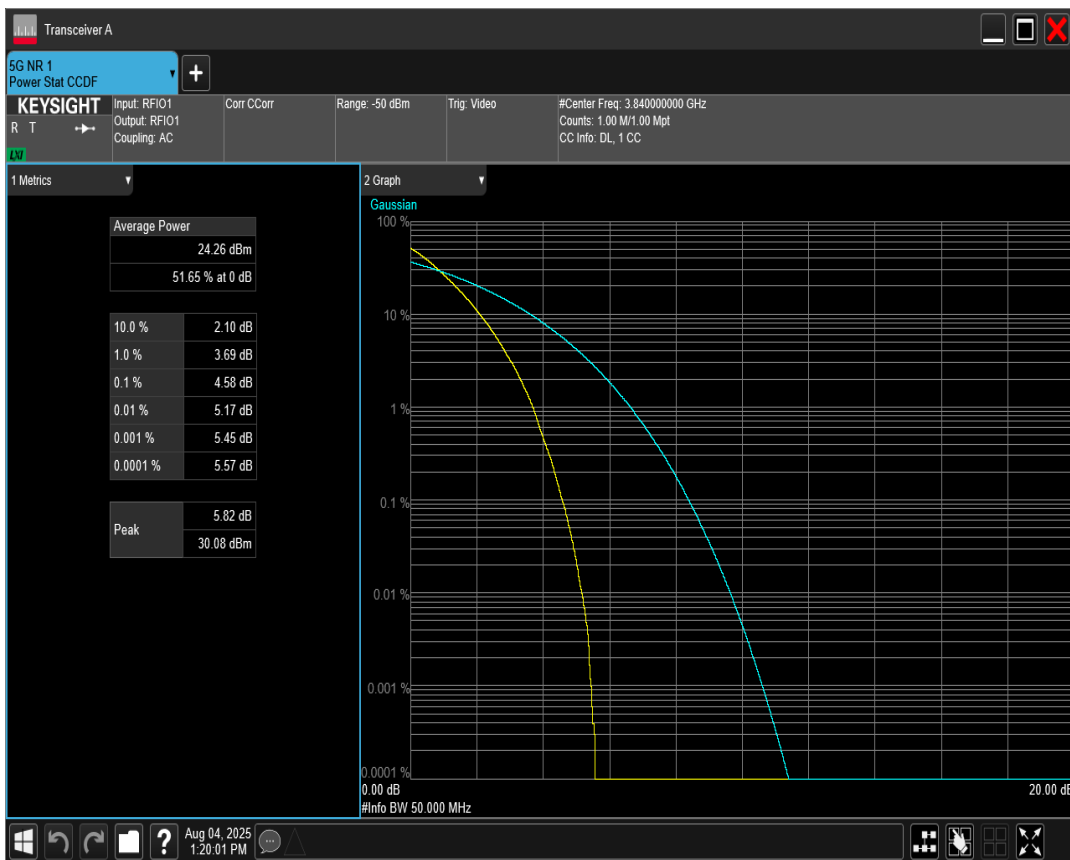 Transceiver A
5G NR 1
Power Stat CCDF
KEYSIGHT
R T
LXI
Input: RFIO1
Output: RFIO1
Coupling: AC
Corr CCorr
Range: -50 dBm
Trig: Video
#Center Freq: 3.840000000 GHz
Counts: 1.00 M/1.00 Mpt
CC Info: DL, 1 CC
1 Metrics
Average Power
24.26 dBm
51.65 % at 0 dB
10.0 % 2.10 dB
1.0 % 3.69 dB
0.1 % 4.58 dB
0.01 % 5.17 dB
0.001 % 5.45 dB
0.0001 % 5.57 dB
Peak 5.82 dB
30.08 dBm
2 Graph
Gaussian
100 %
10 %
1 %
0.1 %
0.01 %
0.001 %
0.0001 %
0.00 dB 20.00 dB
#Info BW 50.000 MHz
?
Aug 04, 2025
1:20:01 PM